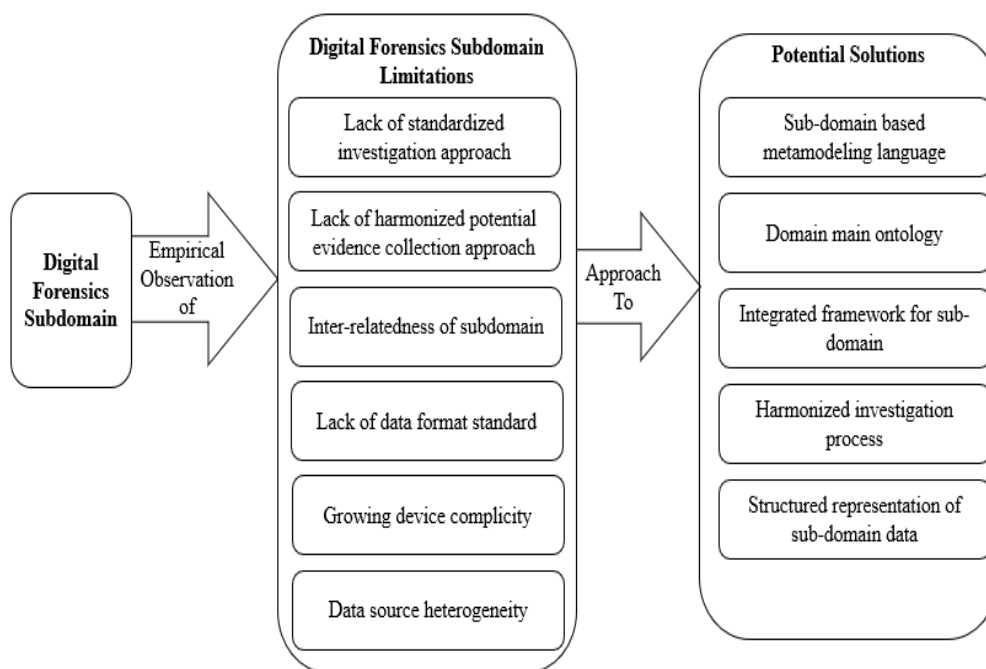 Digital
Forensics
Subdomain
Empirical
Observation
of
Digital Forensics Subdomain
Limitations
Lack of standardized
investigation approach
Lack of harmonized potential
evidence collection approach
Inter-relatedness of subdomain
Lack of data format standard
Growing device complicity
Data source heterogeneity
Approach
To
Potential Solutions
Sub-domain based
metamodeling language
Domain main ontology
Integrated framework for sub-
domain
Harmonized investigation
process
Structured representation of
sub-domain data